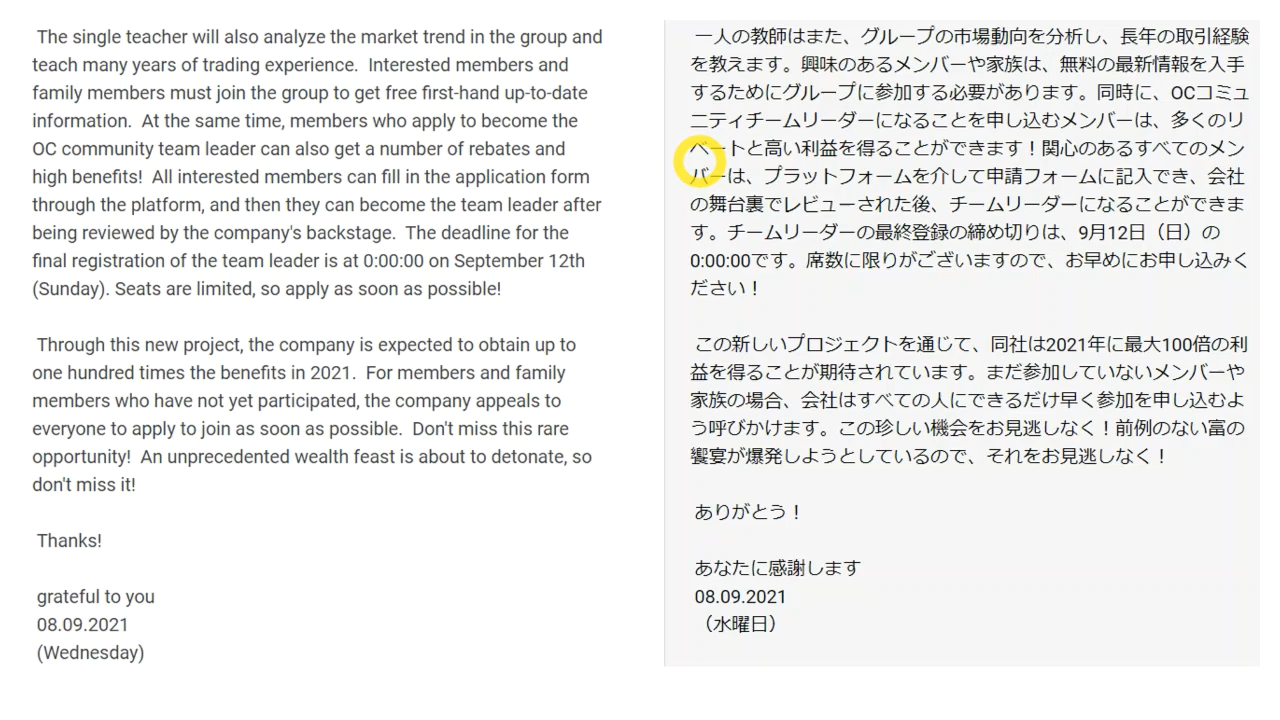 The single teacher will also analyze the market trend in the group and
teach many years of trading experience.  Interested members and
family members must join the group to get free first-hand up-to-date
information.  At the same time, members who apply to become the
OC community team leader can also get a number of rebates and
high benefits!  All interested members can fill in the application form
through the platform, and then they can become the team leader after
being reviewed by the company's backstage.  The deadline for the
final registration of the team leader is at 0:00:00 on September 12th
(Sunday). Seats are limited, so apply as soon as possible!
Through this new project, the company is expected to obtain up to
one hundred times the benefits in 2021.  For members and family
members who have not yet participated, the company appeals to
everyone to apply to join as soon as possible.  Don't miss this rare
opportunity!  An unprecedented wealth feast is about to detonate, so
don't miss it!
Thanks!
grateful to you
08.09.2021
(Wednesday)
一人の教師はまた、グループの市場動向を分析し、長年の取引経験
を教えます。興味のあるメンバーや家族は、無料の最新情報を入手
するためにグループに参加する必要があります。同時に、OCコミュ
ニティチームリーダーになることを申し込むメンバーは、多くのリ
ベートと高い利益を得ることができます！関心のあるすべてのメン
バーは、プラットフォームを介して申請フォームに記入でき、会社
の舞台裏でレビューされた後、チームリーダーになることができま
す。チームリーダーの最終登録の締め切りは、9月12日（日）の
0:00:00です。席数に限りがございますので、お早めにお申し込みく
ださい！
この新しいプロジェクトを通じて、同社は2021年に最大100倍の利
益を得ることが期待されています。まだ参加していないメンバーや
家族の場合、会社はすべての人にできるだけ早く参加を申し込むよ
う呼びかけます。この珍しい機会をお見逃しなく！前例のない富の
饗宴が爆発しようとしているので、それをお見逃しなく！
ありがとう！
あなたに感謝します
08.09.2021
（水曜日）